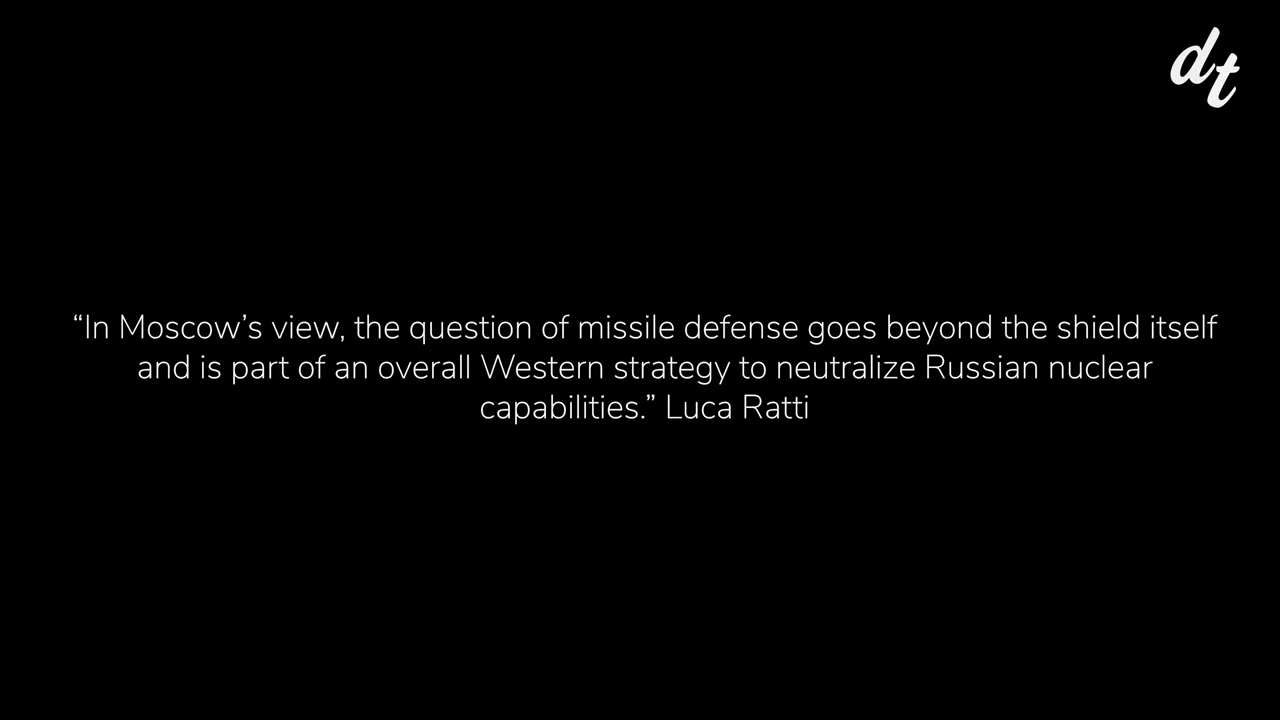 dt
“In Moscow’s view, the question of missile defense goes beyond the shield itself
and is part of an overall Western strategy to neutralize Russian nuclear
capabilities.” Luca Ratti